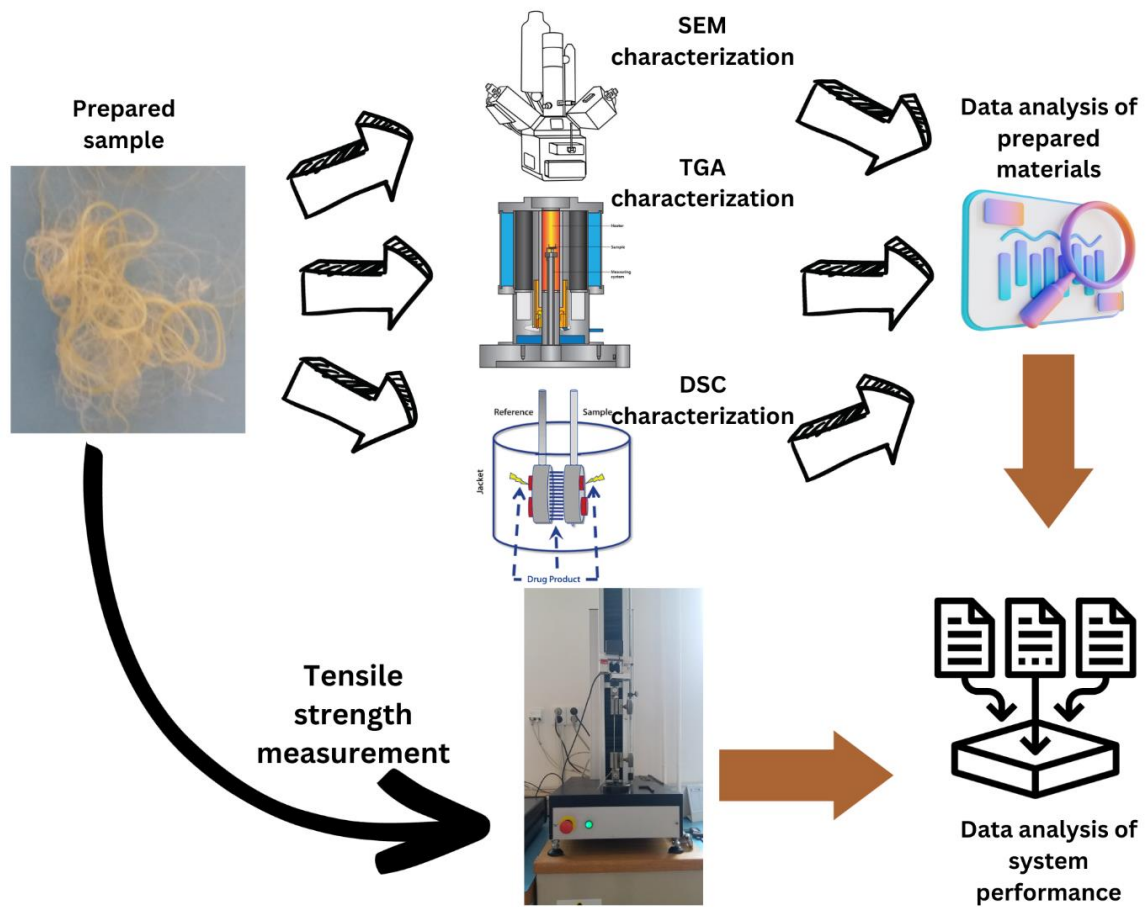 SEM
characterization
Prepared
sample
Data analysis of
prepared
materials
TGA
characterization
Heater
Sample
Measuring
system
DSC
characterization
Reference
Sample
Jacket
Drug Product
Tensile
strength
measurement
Data analysis of
system
performance